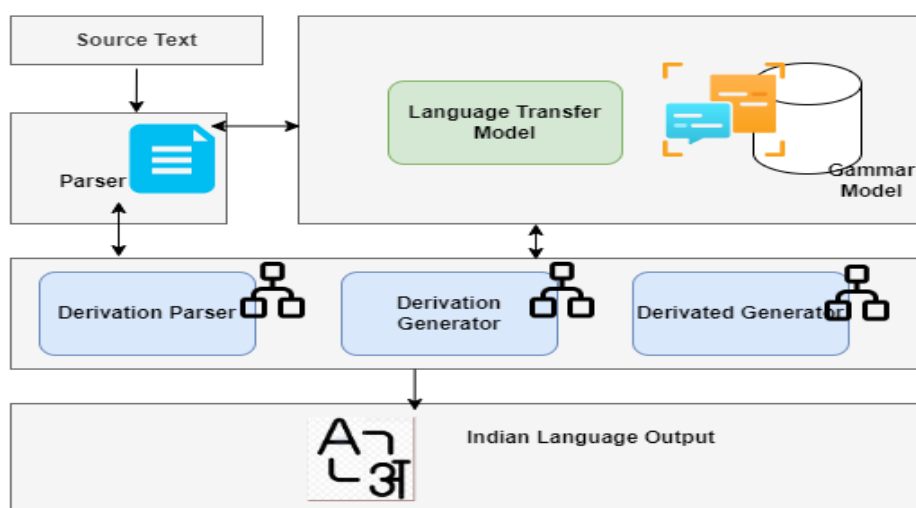 Source Text
Language Transfer
Model
Parser
Gammar
Model
Derivation Parser
Derivation
Generator
Derivated Generator
Indian Language Output
A
अ